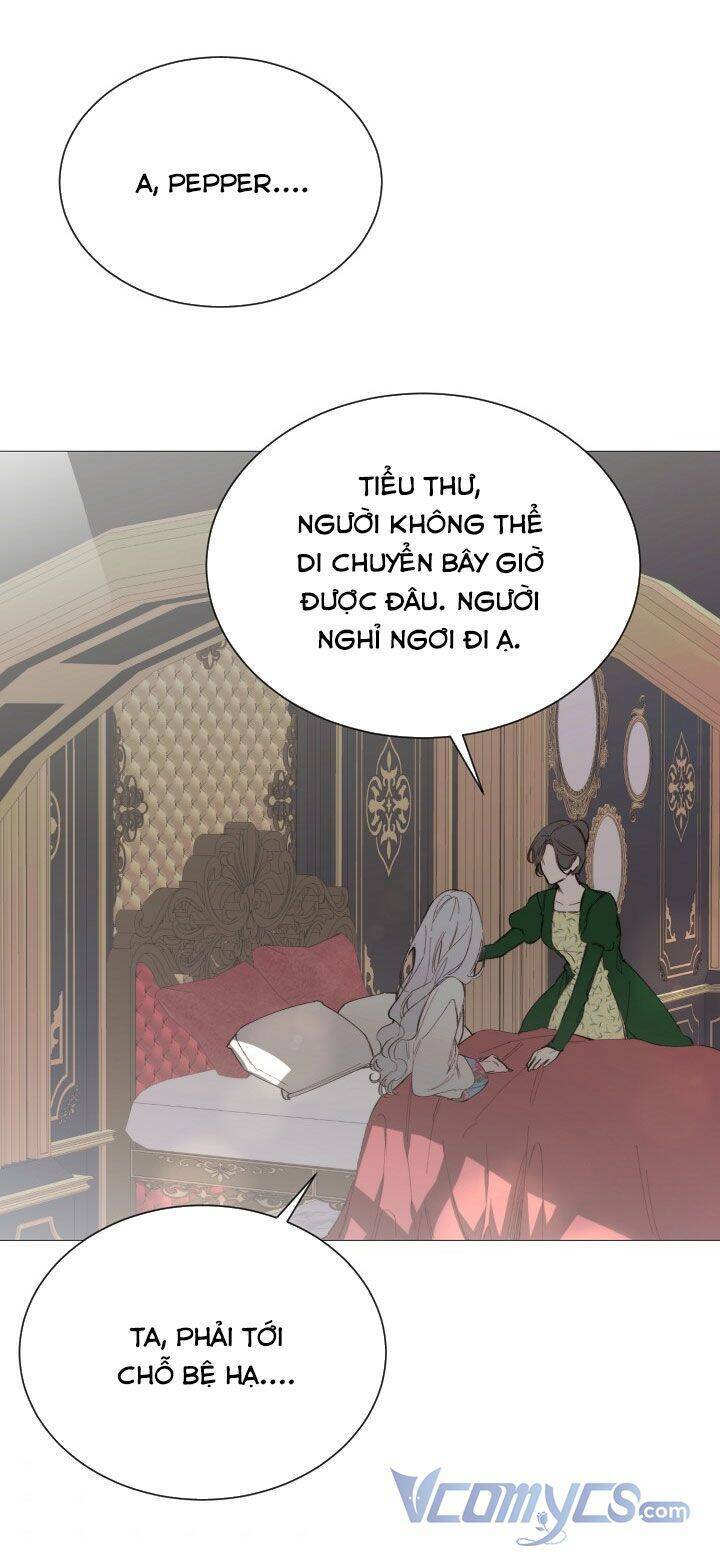 A, PEPPER....
TIỂU THƯ,
NGƯỜI KHÔNG THỂ
DI CHUYỂN BÂY GIỜ
ĐƯỢC ĐÂU. NGƯỜI
NGHỈ NGƠI ĐI Ạ.
TA, PHẢI TỚI
CHỖ BỆ HẠ....
VCOMYCS.com